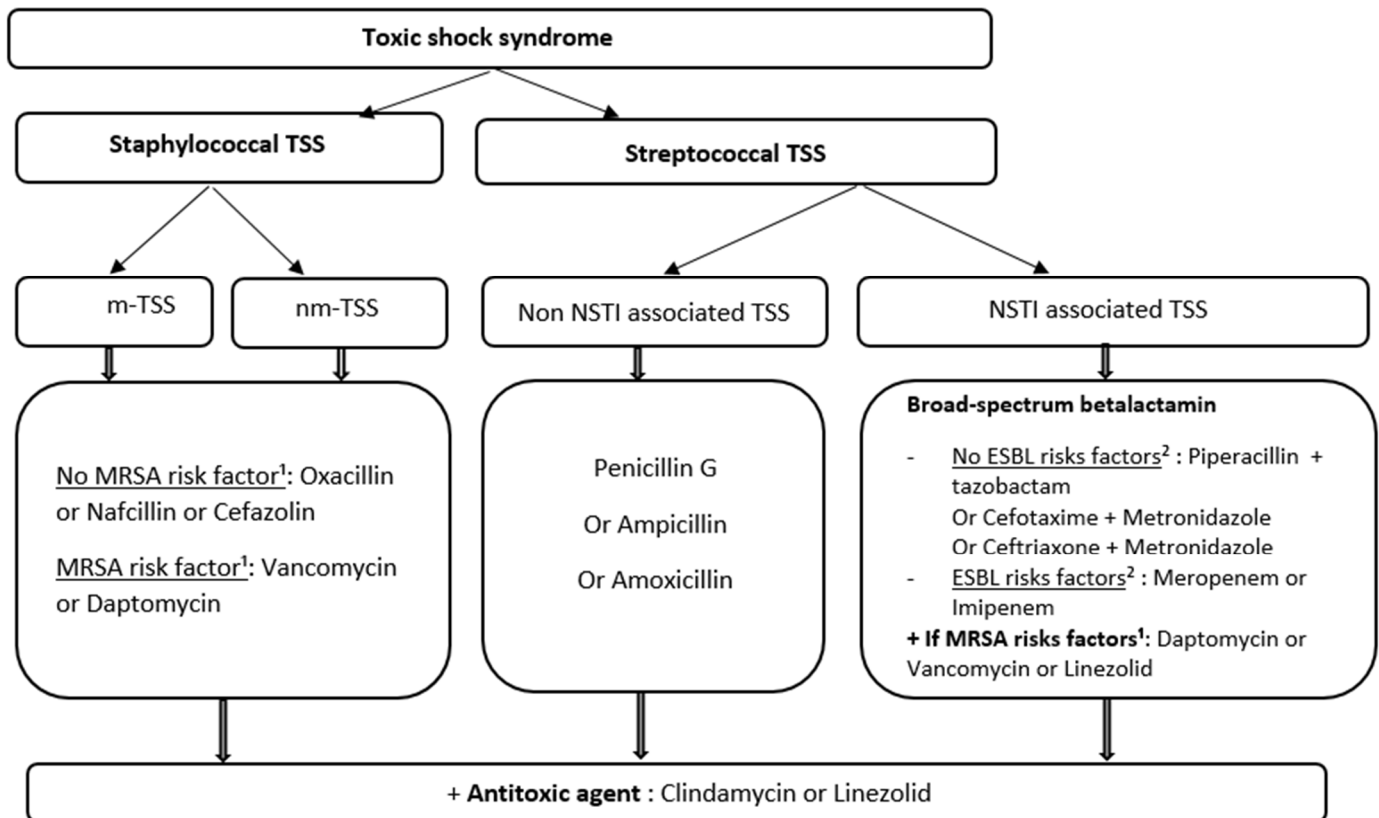 Toxic shock syndrome
Staphylococcal TSS
Streptococcal TSS
m-TSS
nm-TSS
Non NSTI associated TSS
NSTI associated TSS
No MRSA risk factor¹: Oxacillin
or Nafcillin or Cefazolin
MRSA risk factor¹: Vancomycin
or Daptomycin
Penicillin G
Or Ampicillin
Or Amoxicillin
Broad-spectrum betalactamin
- No ESBL risks factors² : Piperacillin +
tazobactam
Or Cefotaxime + Metronidazole
Or Ceftriaxone + Metronidazole
- ESBL risks factors² : Meropenem or
Imipenem
+ If MRSA risks factors¹: Daptomycin or
Vancomycin or Linezolid
+ Antitoxic agent : Clindamycin or Linezolid